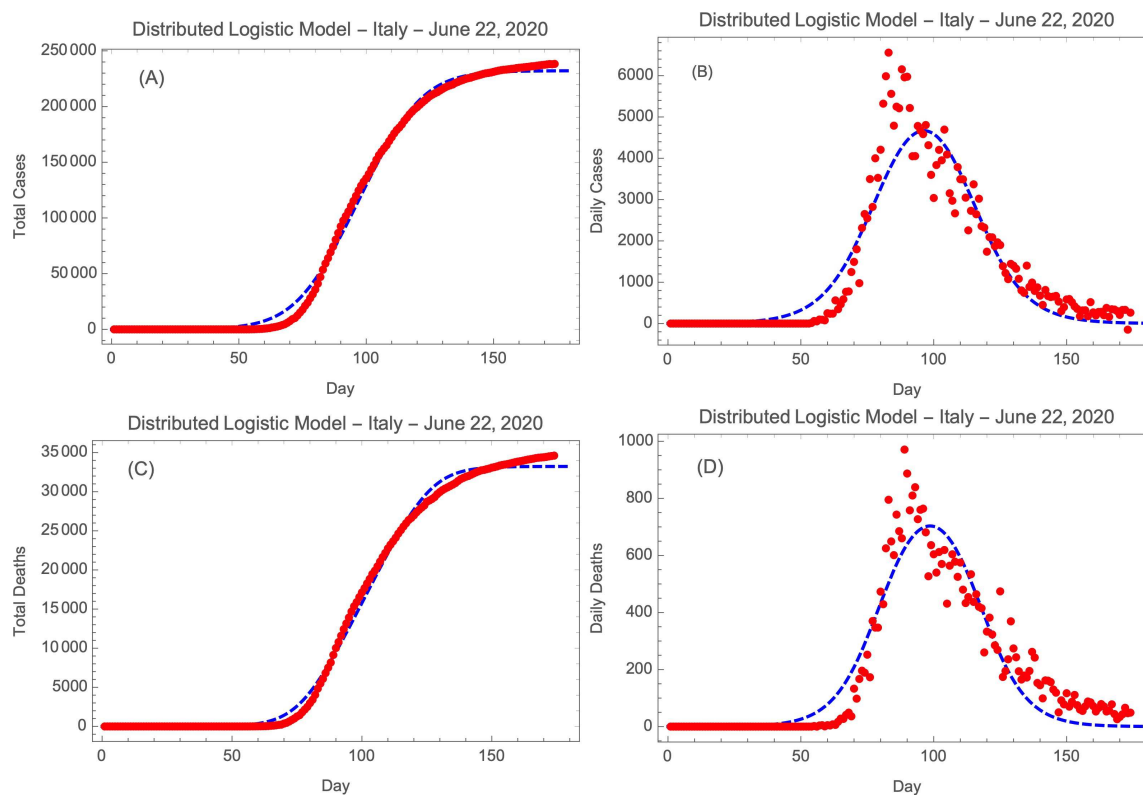 Distributed Logistic Model – Italy – June 22, 2020
(A)
Total Cases
250 000
200 000
150 000
100 000
50 000
0
0 50 100 150
Day
Distributed Logistic Model – Italy – June 22, 2020
(B)
Daily Cases
6000
5000
4000
3000
2000
1000
0
0 50 100 150
Day
Distributed Logistic Model – Italy – June 22, 2020
(C)
Total Deaths
35 000
30 000
25 000
20 000
15 000
10 000
5000
0
0 50 100 150
Day
Distributed Logistic Model – Italy – June 22, 2020
(D)
Daily Deaths
1000
800
600
400
200
0
0 50 100 150
Day